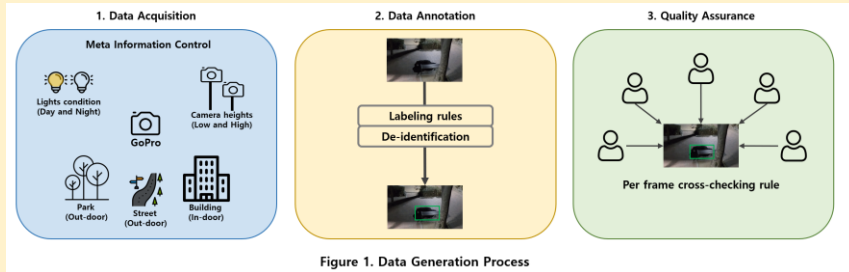 1. Data Acquisition
2. Data Annotation
3. Quality Assurance
Meta Information Control
Lights condition
(Day and Night)
GoPro
Camera heights
(Low and High)
Park
(Out-door)
Street
(Out-door)
Building
(In-door)
Labeling rules
De-identification
Per frame cross-checking rule
Figure 1. Data Generation Process